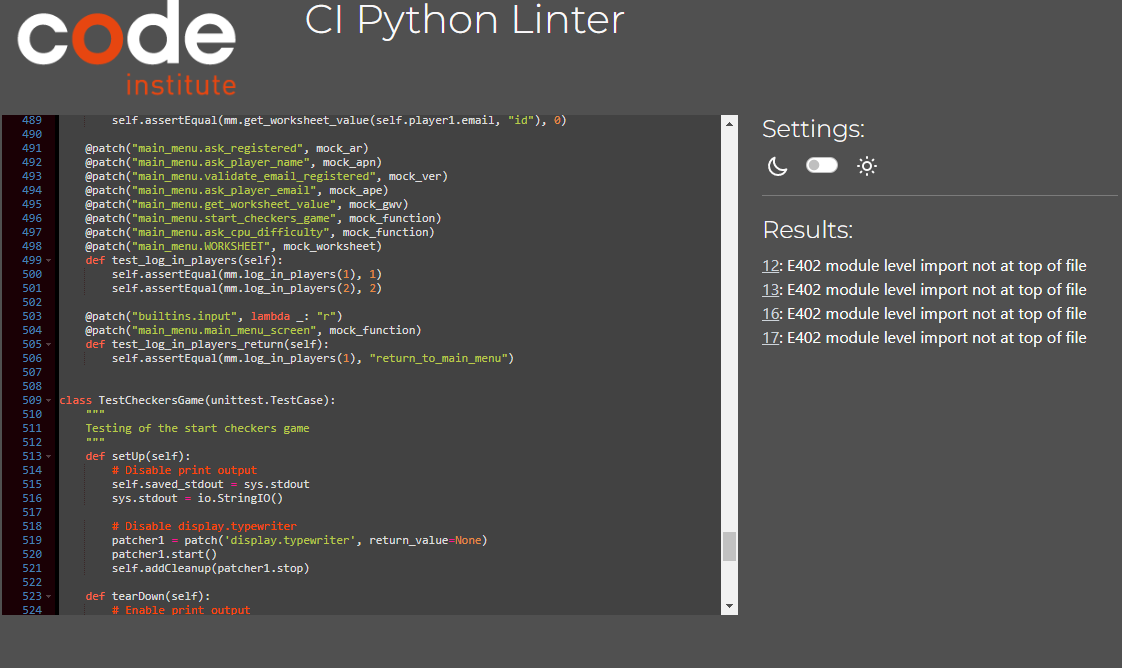 code
institute
CI Python Linter
489 self.assertEqual(mm.get_worksheet_value(self.player1.email, "id"), 0)
490
491 @patch("main_menu.ask_registered", mock_ar)
492 @patch("main_menu.ask_player_name", mock_apn)
493 @patch("main_menu.validate_email_registered", mock_ver)
494 @patch("main_menu.ask_player_email", mock_ape)
495 @patch("main_menu.get_worksheet_value", mock_gwv)
496 @patch("main_menu.start_checkers_game", mock_function)
497 @patch("main_menu.ask_cpu_difficulty", mock_function)
498 @patch("main_menu.WORKSHEET", mock_worksheet)
499 def test_log_in_players(self):
500 self.assertEqual(mm.log_in_players(1), 1)
501 self.assertEqual(mm.log_in_players(2), 2)
502
503 @patch("builtins.input", lambda _: "r")
504 @patch("main_menu.main_menu_screen", mock_function)
505 def test_log_in_players_return(self):
506 self.assertEqual(mm.log_in_players(1), "return_to_main_menu")
507
508
509 class TestCheckersGame(unittest.TestCase):
510 """
511 Testing of the start checkers game
512 """
513 def setUp(self):
514 # Disable print output
515 self.saved_stdout = sys.stdout
516 sys.stdout = io.StringIO()
517
518 # Disable display.typewriter
519 patcher1 = patch('display.typewriter', return_value=None)
520 patcher1.start()
521 self.addCleanup(patcher1.stop)
522
523 def tearDown(self):
524 # Enable print output
Settings:
Results:
12: E402 module level import not at top of file
13: E402 module level import not at top of file
16: E402 module level import not at top of file
17: E402 module level import not at top of file